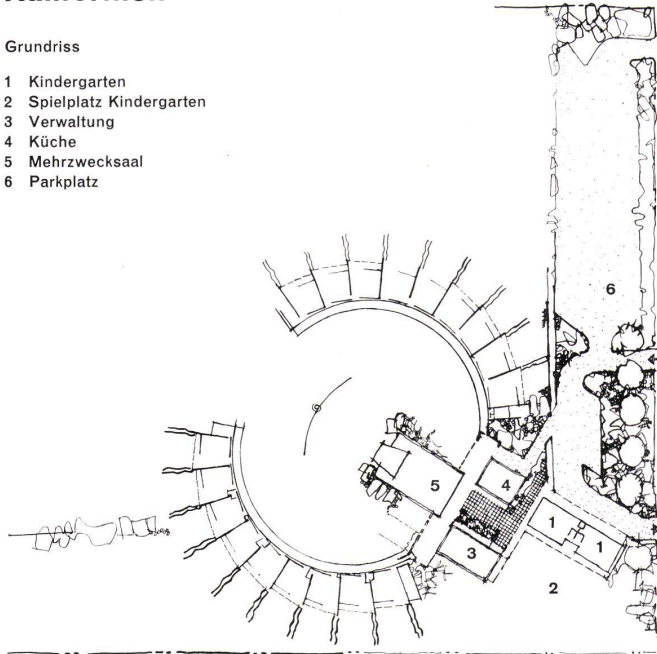 Grundriss
1 Kindergarten
2 Spielplatz Kindergarten
3 Verwaltung
4 Küche
5 Mehrzwecksaal
6 Parkplatz
6
5
4
1
1
3
2